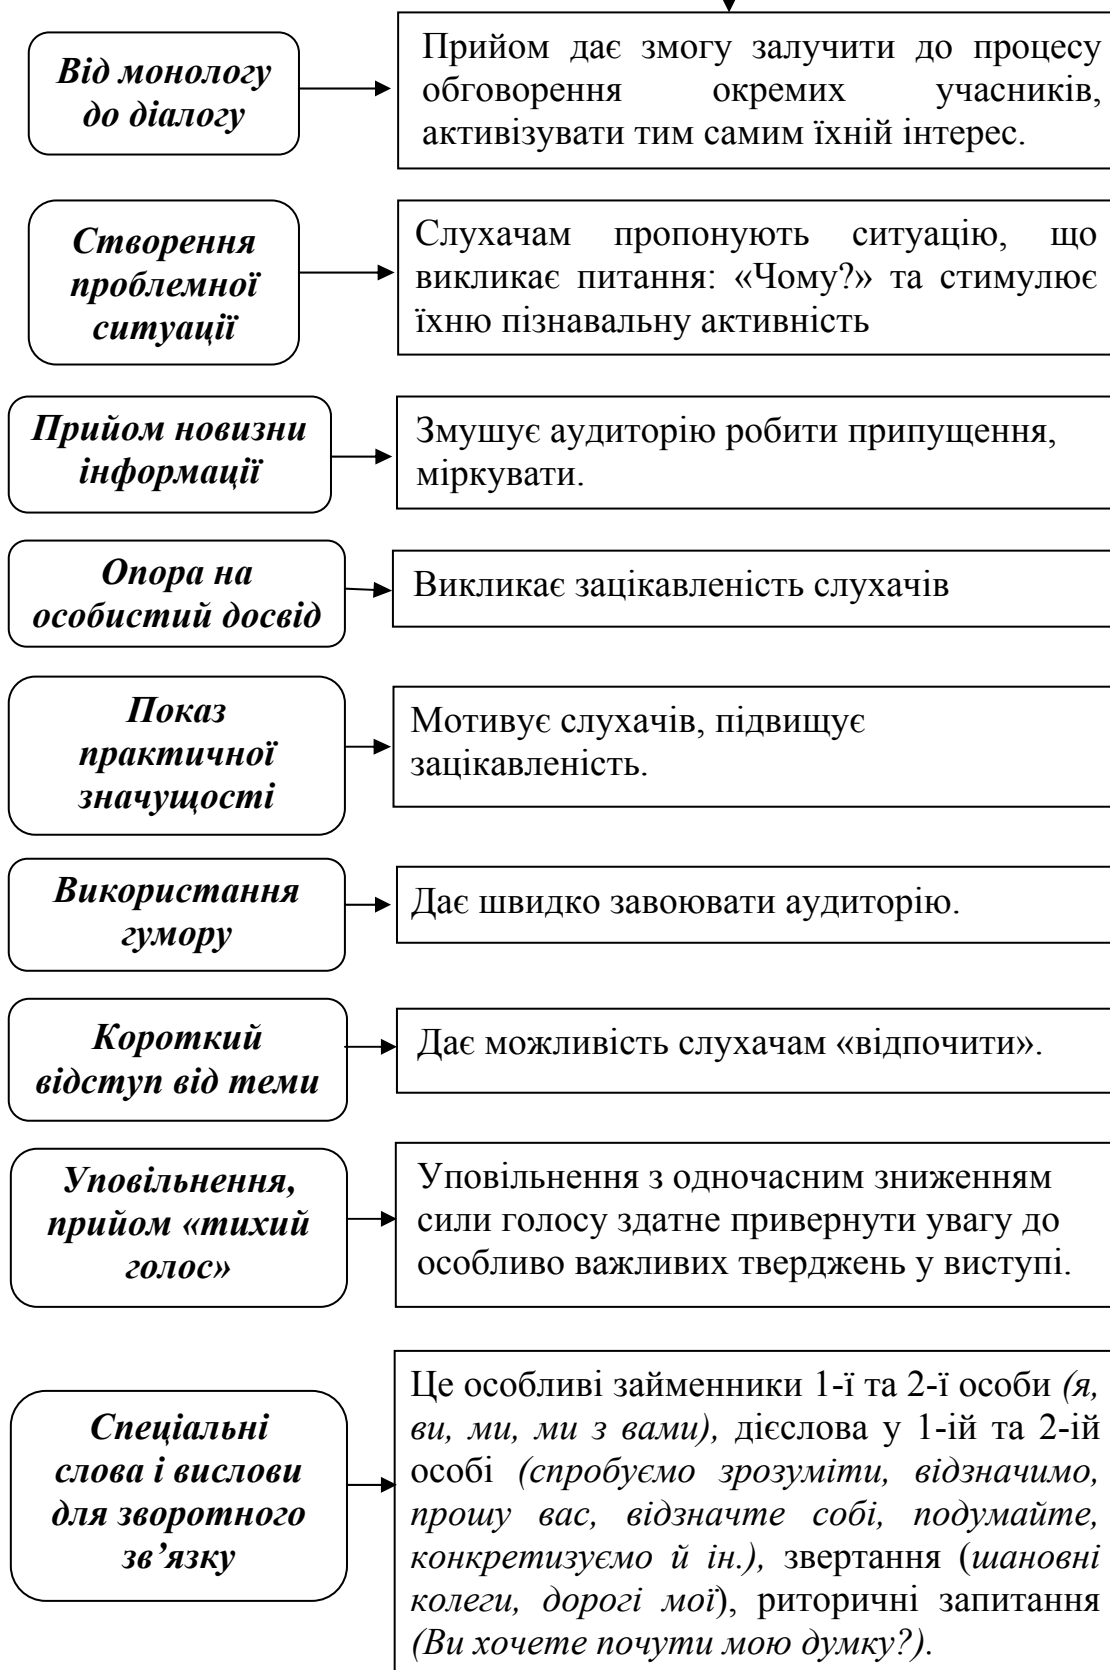 Від монологу
до діалогу
Прийом дає змогу залучити до процесу
обговорення окремих учасників,
активізувати тим самим їхній інтерес.
Створення
проблемної
ситуації
Слухачам пропонують ситуацію, що
викликає питання: «Чому?» та стимулює
їхню пізнавальну активність
Прийом новизни
інформації
Змушує аудиторію робити припущення,
міркувати.
Опора на
особистий досвід
Викликає зацікавленість слухачів
Показ
практичної
значущості
Мотивує слухачів, підвищує
зацікавленість.
Використання
гумору
Дає швидко завоювати аудиторію.
Короткий
відступ від теми
Дає можливість слухачам «відпочити».
Уповільнення,
прийом «тихий
голос»
Уповільнення з одночасним зниженням
сили голосу здатне привернути увагу до
особливо важливих тверджень у виступі.
Спеціальні
слова і вислови
для зворотного
зв’язку
Це особливі займенники 1-ї та 2-ї особи (я,
ви, ми, ми з вами), дієслова у 1-ій та 2-ій
особі (спробуємо зрозуміти, відзначимо,
прошу вас, відзначте собі, подумайте,
конкретизуємо й ін.), звертання (шановні
колеги, дорогі мої), риторичні запитання
(Ви хочете почути мою думку?).